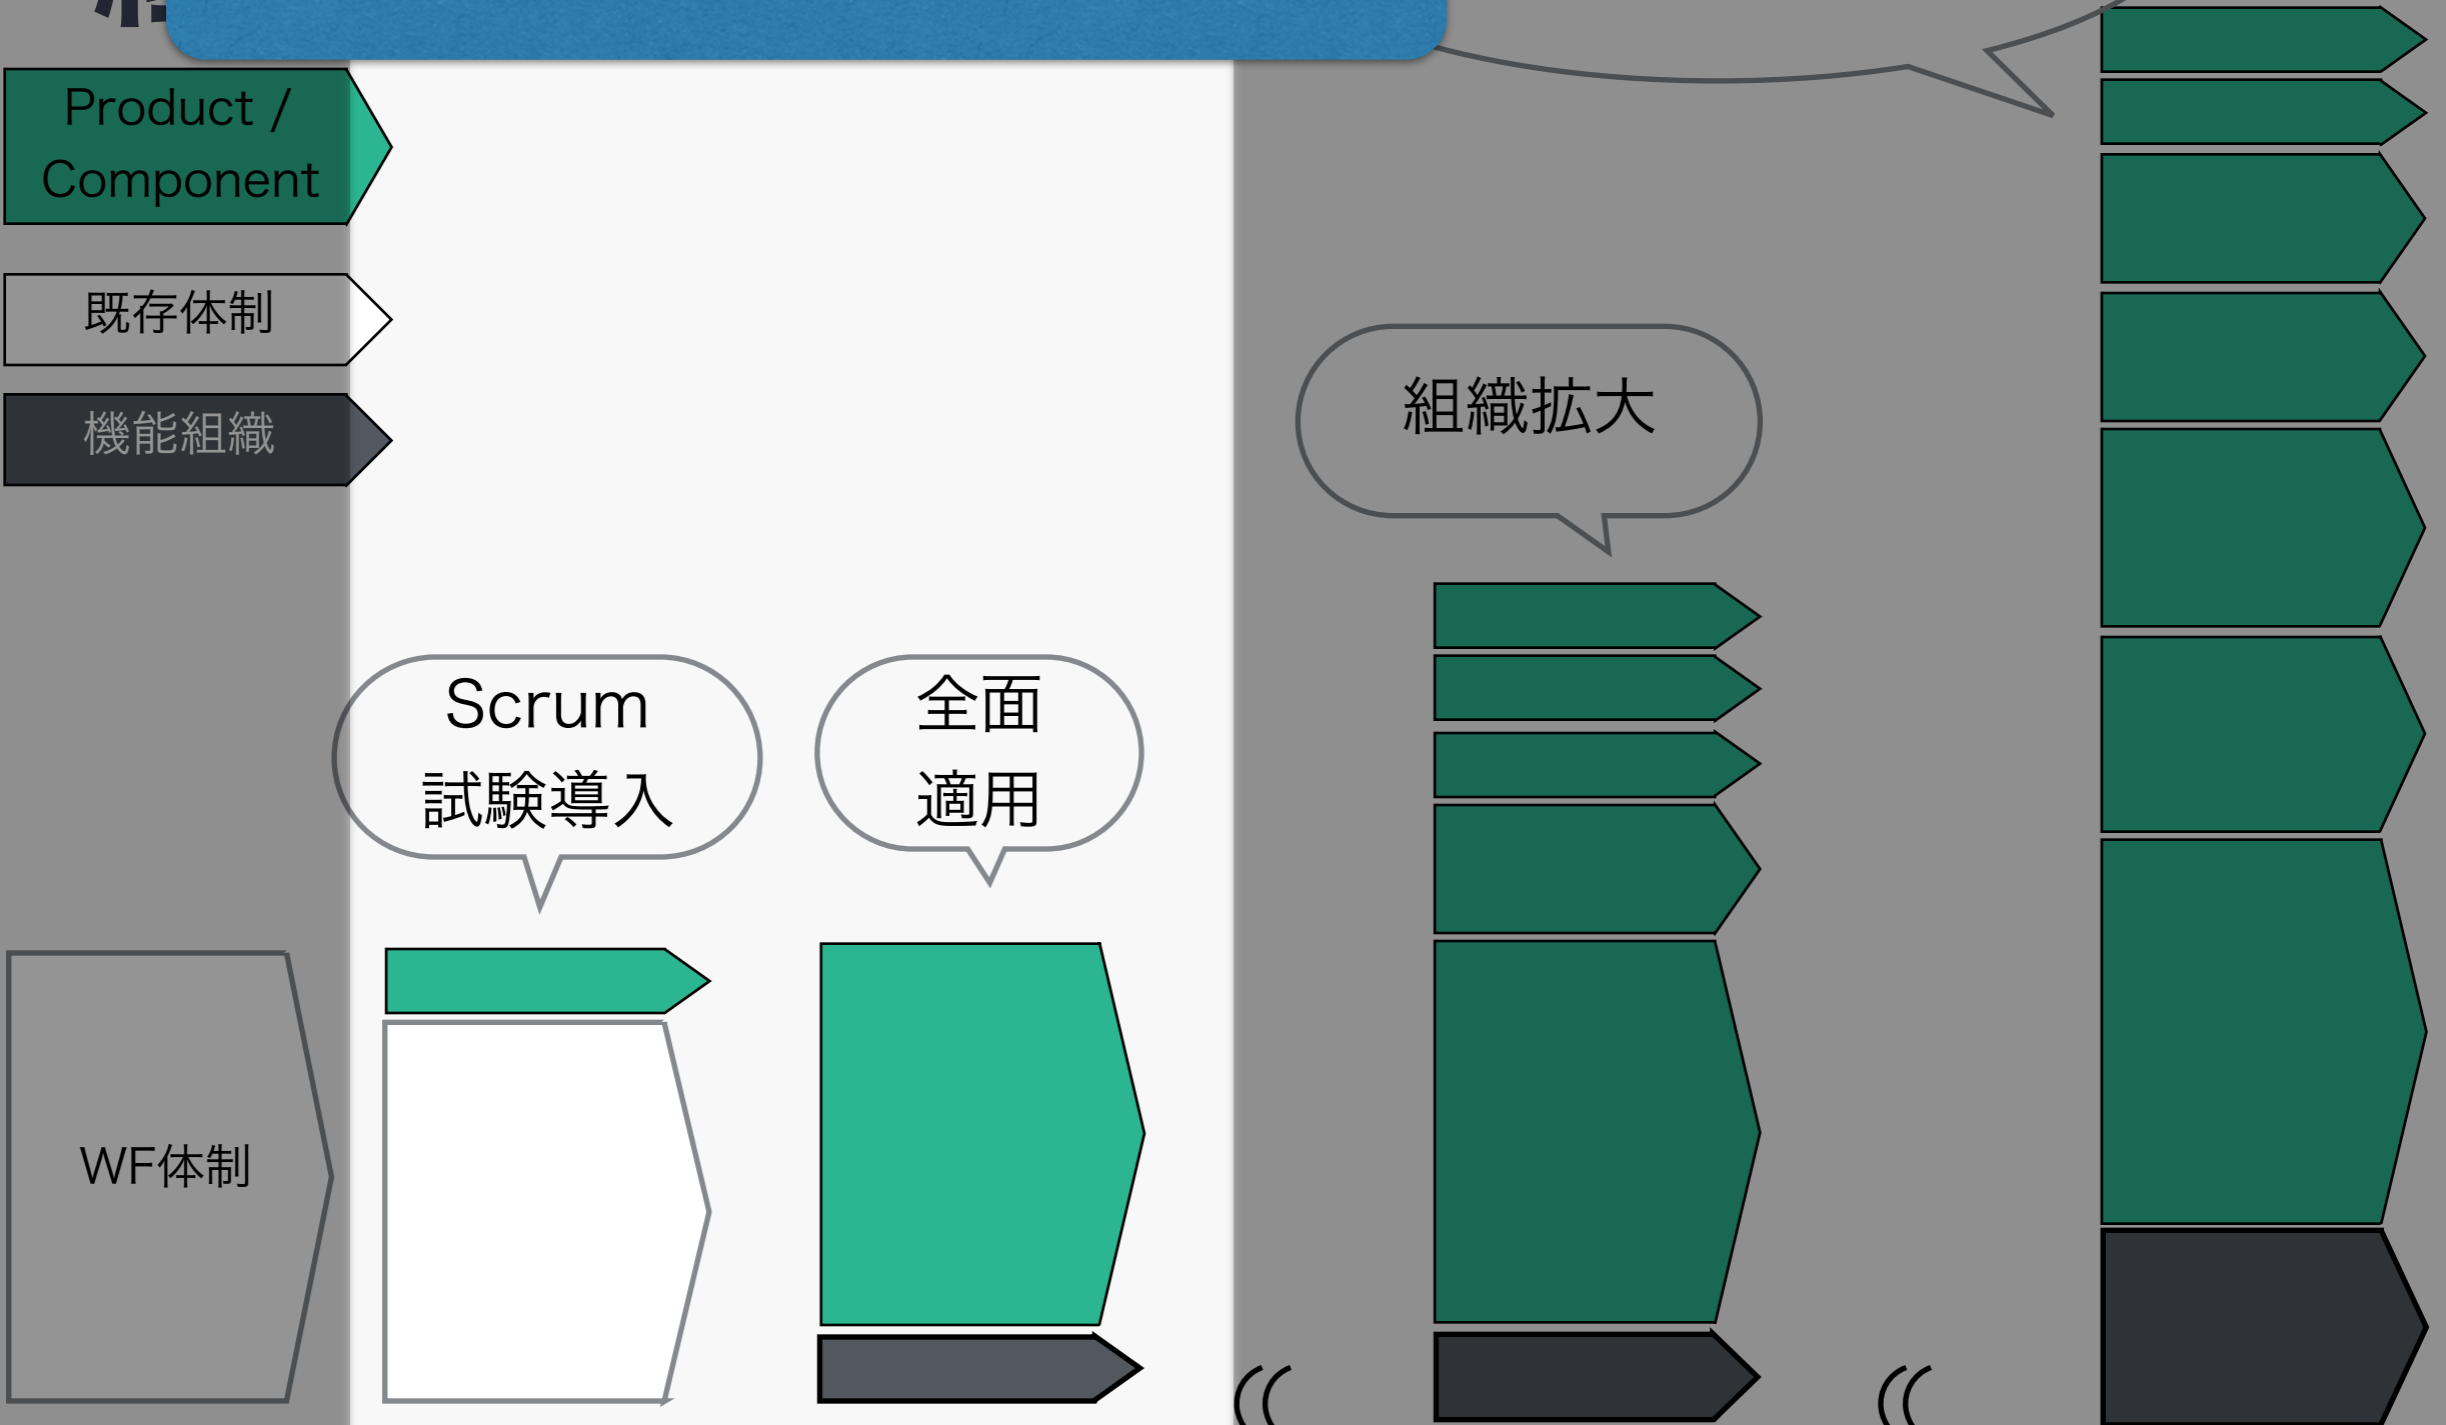 Product /
Component
既存体制
機能組織
組織拡大
Scrum
試験導入
全面
適用
WF体制